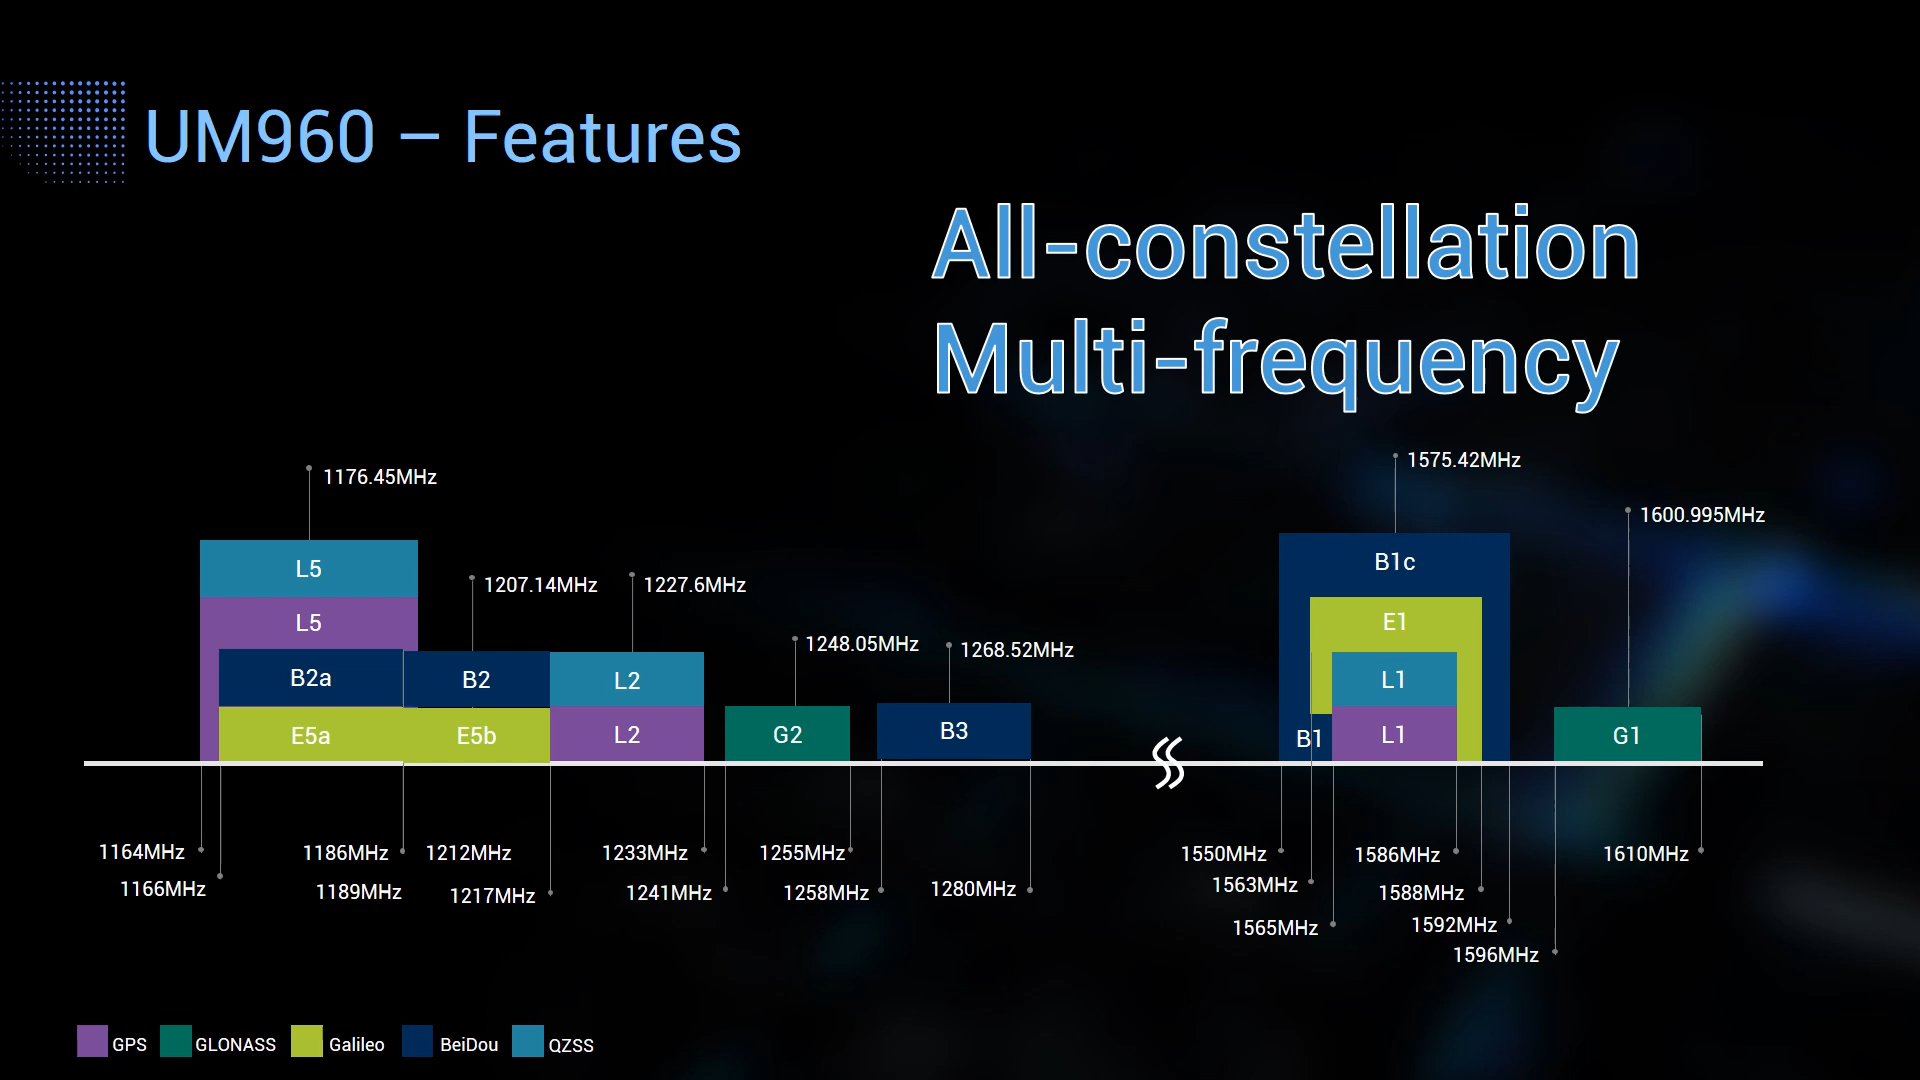 UM960 – Features
All-constellation
Multi-frequency
1575.42MHz
1176.45MHz
1600.995MHz
L5
B1c
1207.14MHz
1227.6MHz
L5
E1
1248.05MHz
1268.52MHz
B2a
B2
L2
L1
E5a
E5b
L2
G2
B3
B1
L1
G1
1164MHz
1186MHz
1212MHz
1233MHz
1255MHz
1550MHz
1586MHz
1610MHz
1166MHz
1189MHz
1217MHz
1241MHz
1258MHz
1280MHz
1563MHz
1588MHz
1565MHz
1592MHz
1596MHz
GPS
GLONASS
Galileo
BeiDou
QZSS